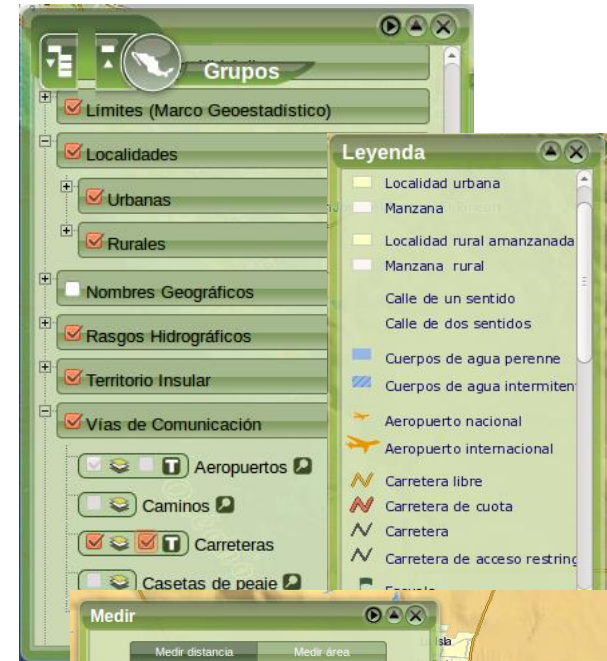 Grupos
Límites (Marco Geoestadístico)
Localidades
Urbanas
Rurales
Nombres Geográficos
Rasgos Hidrográficos
Territorio Insular
Vías de Comunicación
T Aeropuertos
Caminos
T Carreteras
Casetas de peaje
Leyenda
Localidad urbana
Manzana
Localidad rural amanzanada
Manzana rural
Calle de un sentido
Calle de dos sentidos
Cuerpos de agua perenne
Cuerpos de agua intermiten
Aeropuerto nacional
Aeropuerto internacional
Carretera libre
Carretera de cuota
Carretera
Carretera de acceso restring
Escuela
Medir
Medir distancia
Medir área